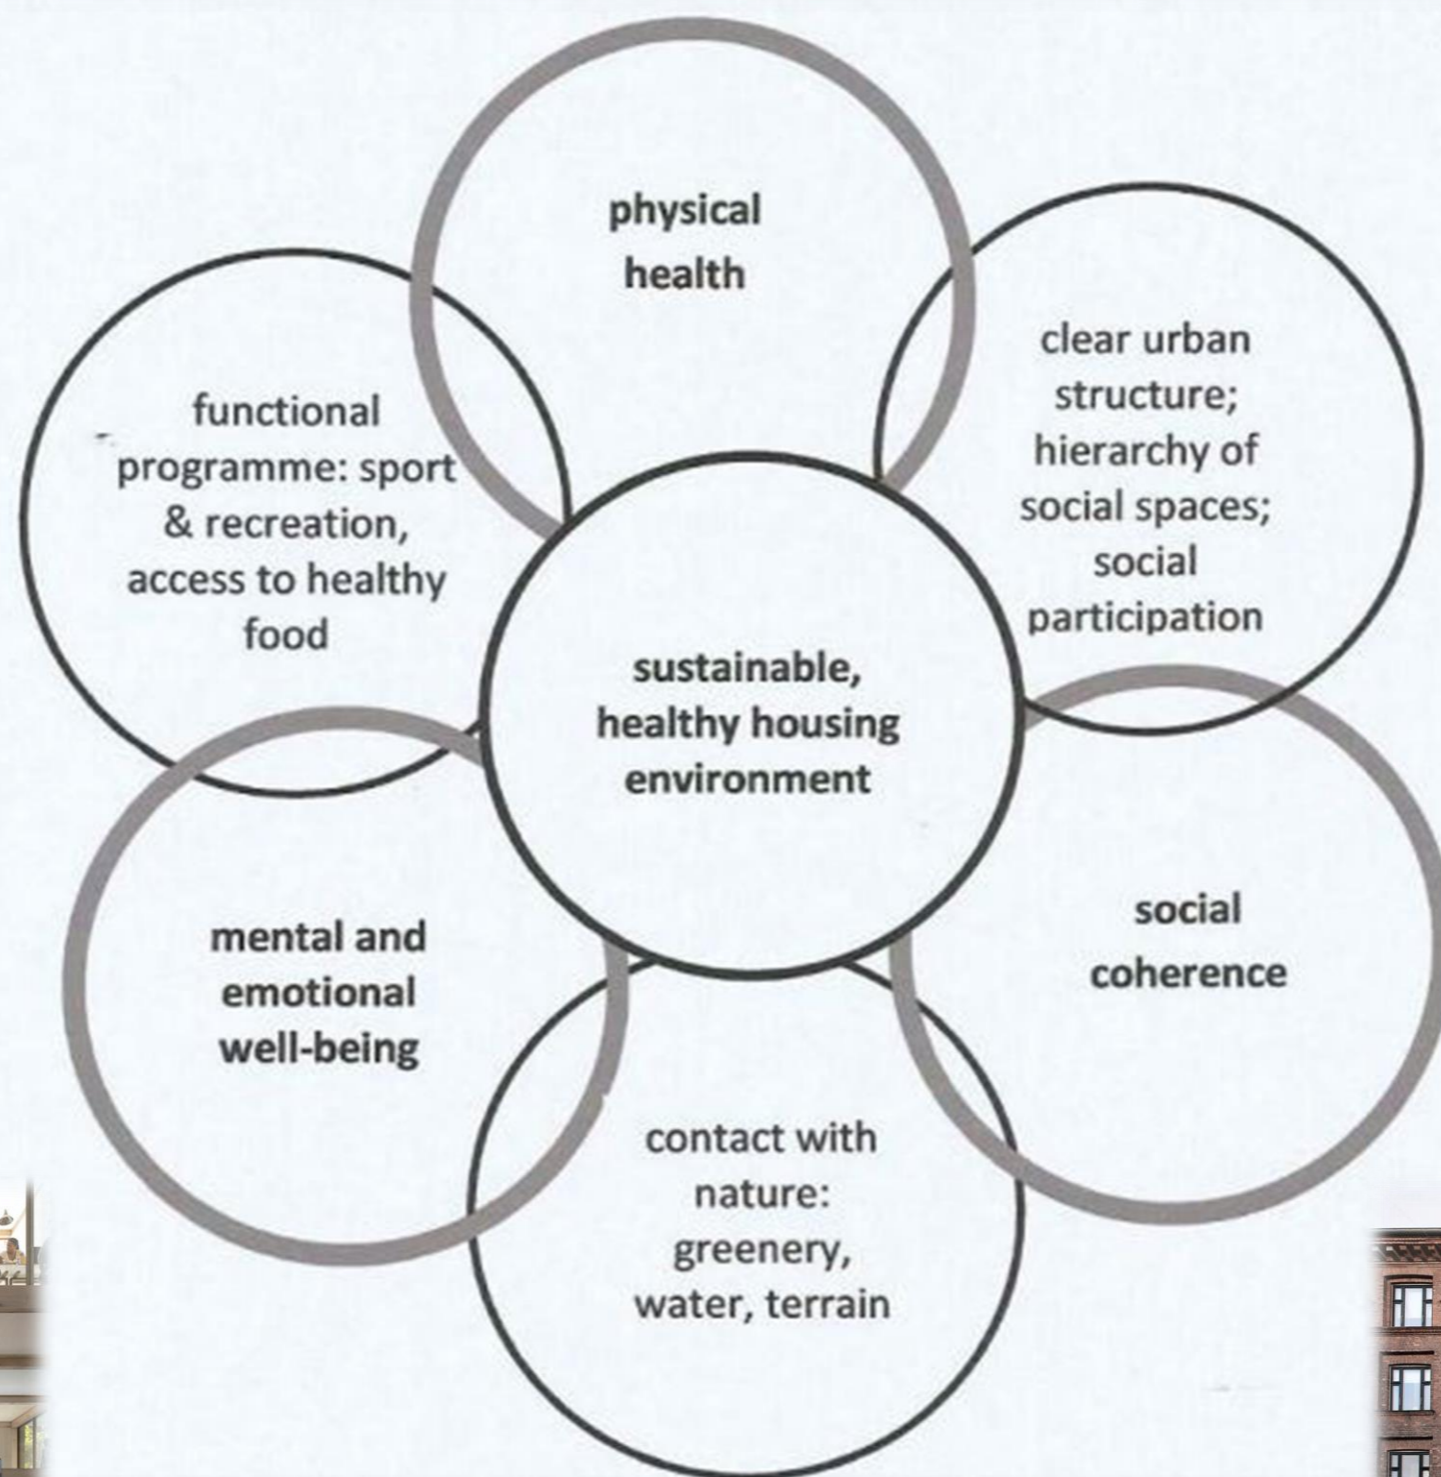 physical
health
clear urban
structure;
hierarchy of
social spaces;
social
participation
functional
programme: sport
& recreation,
access to healthy
food
sustainable,
healthy housing
environment
social
coherence
mental and
emotional
well-being
contact with
nature:
greenery,
water, terrain